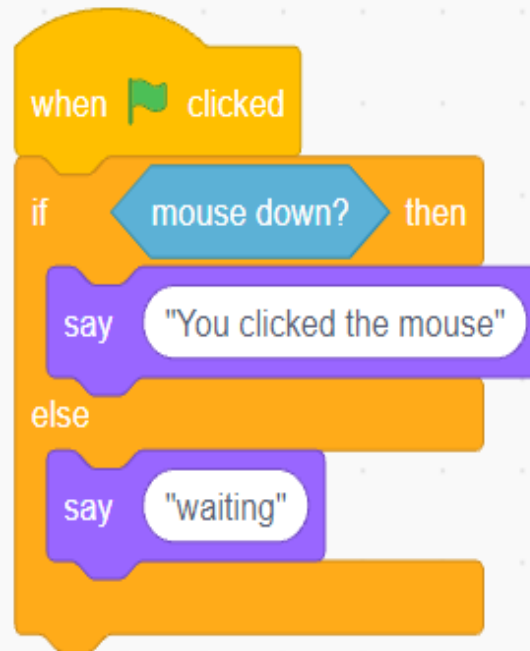 when clicked
if mouse down? then
say "You clicked the mouse"
else
say "waiting"